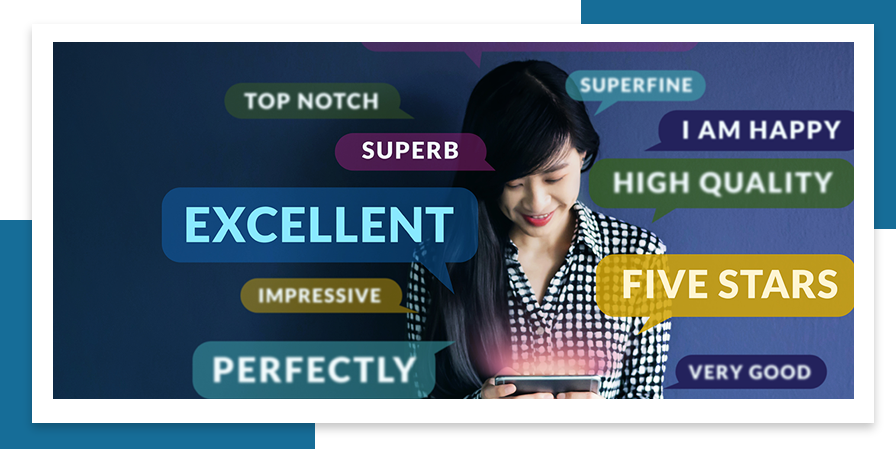 TOP NOTCH
SUPERFINE
SUPERB
I AM HAPPY
HIGH QUALITY
EXCELLENT
FIVE STARS
IMPRESSIVE
PERFECTLY
VERY GOOD